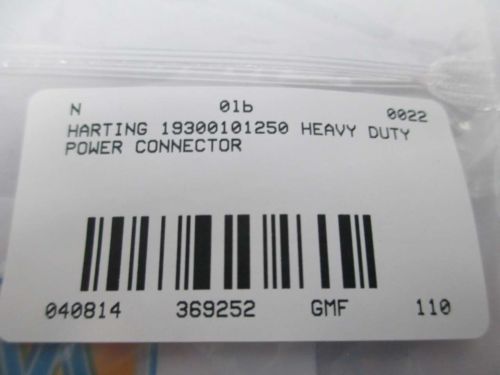 N 01b 0022
HARTING 19300101250 HEAVY DUTY
POWER CONNECTOR
040814 369252 GMF 110